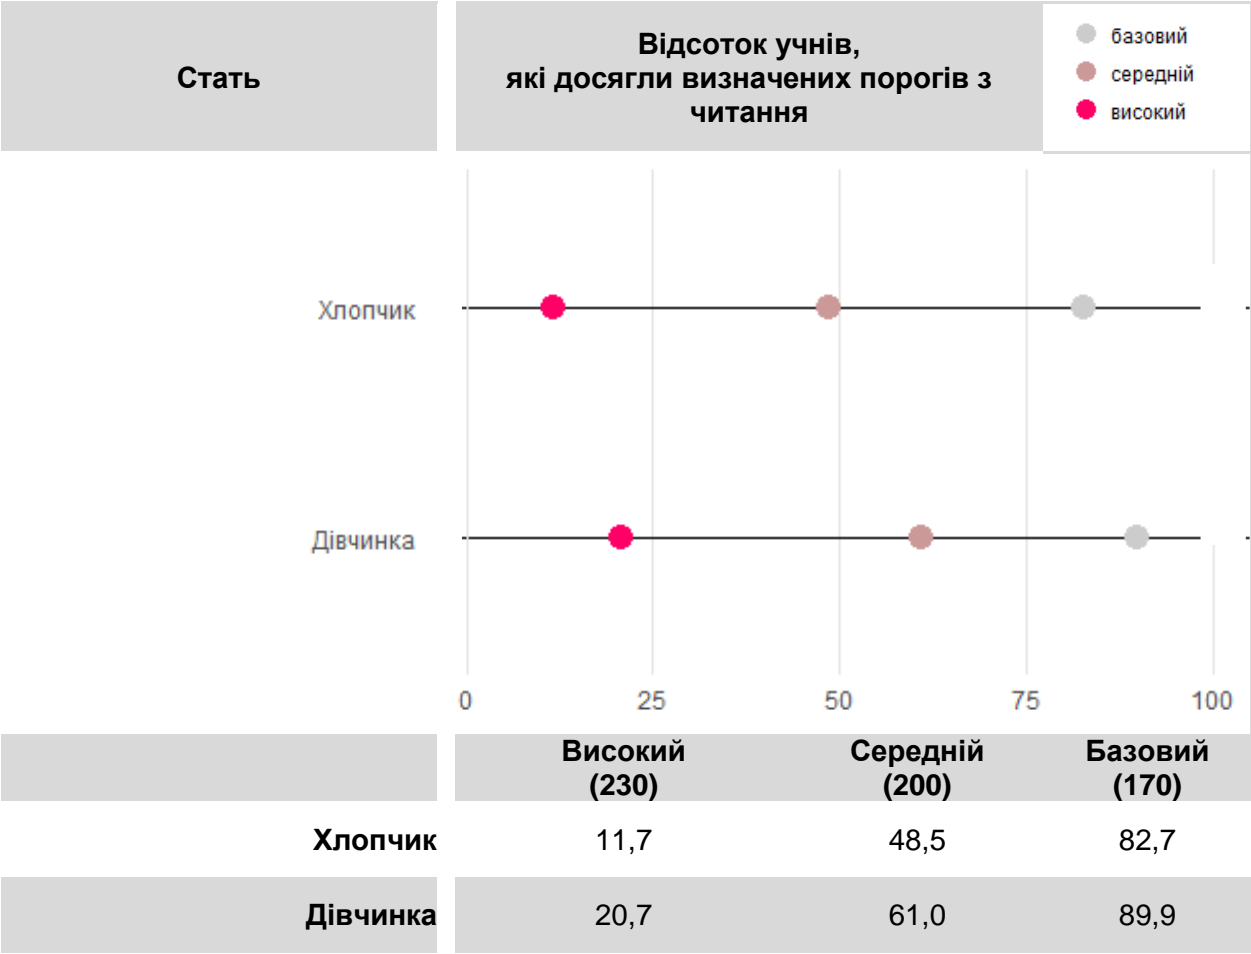 Стать
Відсоток учнів,
які досягли визначених порогів з
читання
базовий
середній
високий
Хлопчик
Дівчинка
0 25 50 75 100
Високий Середній Базовий
(230) (200) (170)
Хлопчик 11,7 48,5 82,7
Дівчинка 20,7 61,0 89,9